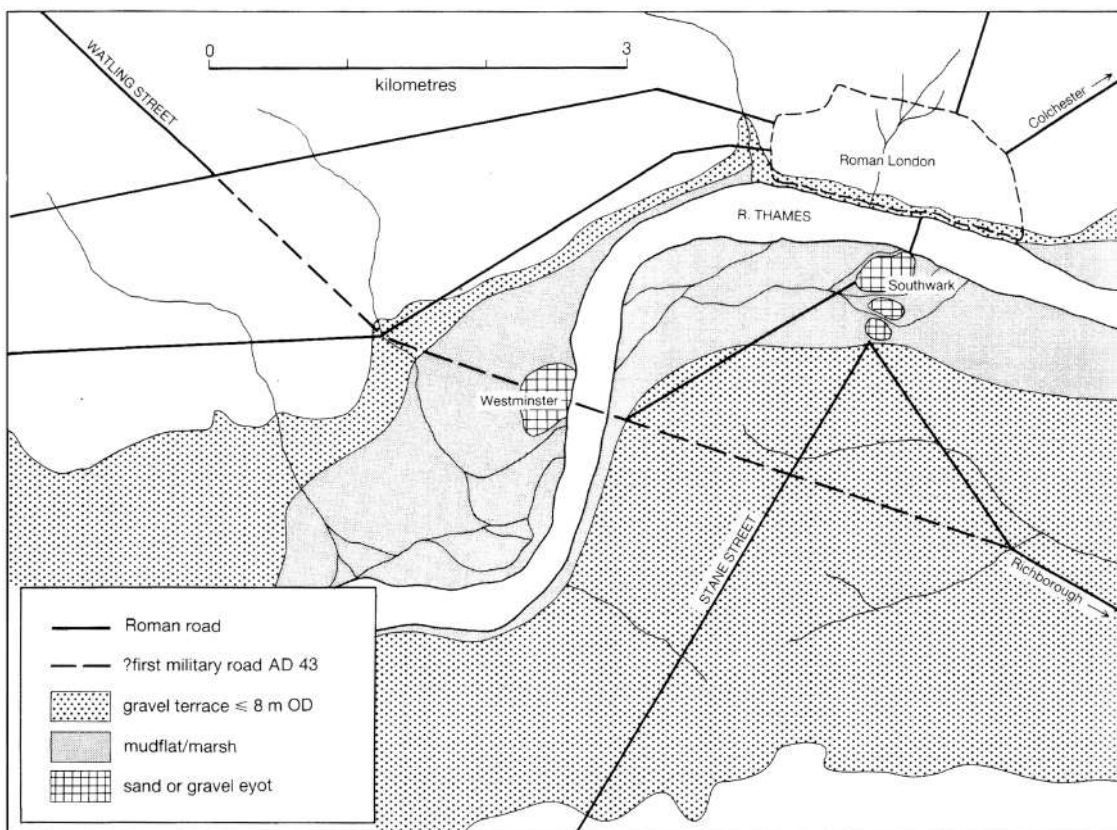 0 3
kilometres
WATLING STREET
Colchester →
Roman London
R. THAMES
Southwark
Westminster
STANE STREET
Richborough →
Roman road
?first military road AD 43
gravel terrace ≤ 8 m OD
mudflat/marsh
sand or gravel eyot